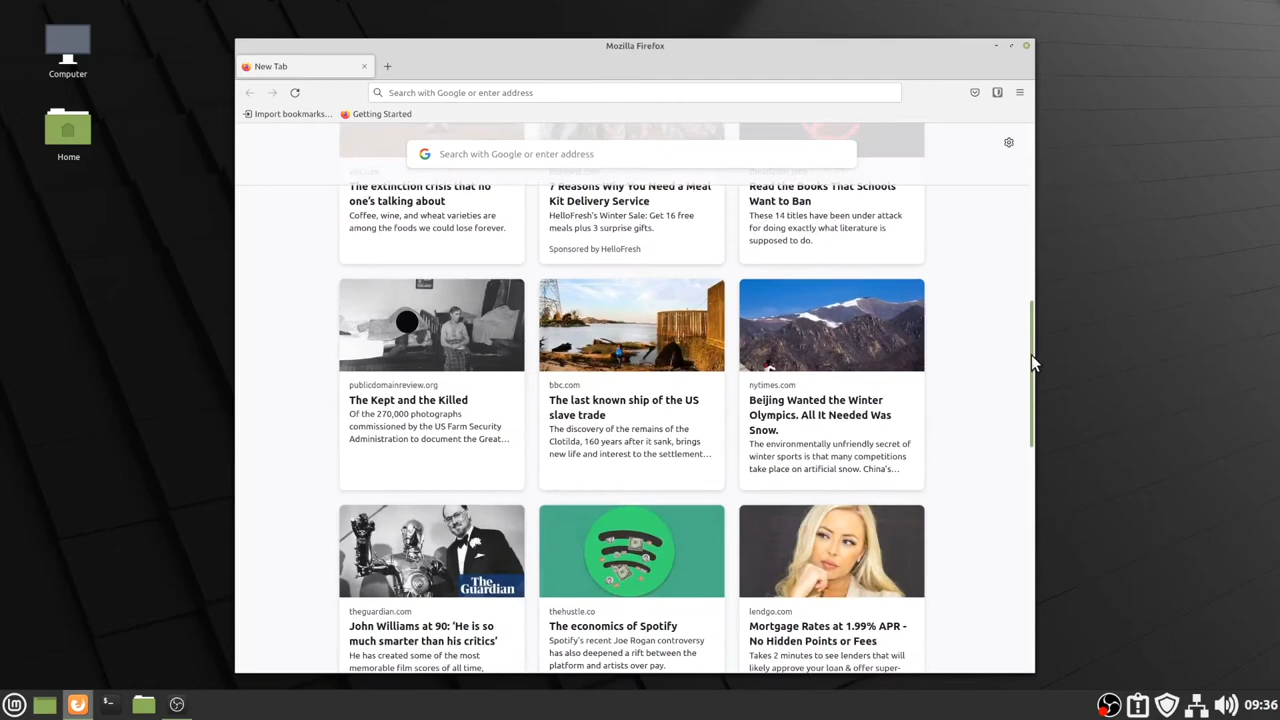 Computer
Home
Mozilla Firefox
New Tab
Search with Google or enter address
Import bookmarks...
Getting Started
Search with Google or enter address
The extinction crisis that no
one's talking about
Coffee, wine, and wheat varieties are
among the foods we could lose forever.
7 Reasons Why You Need a Meal
Kit Delivery Service
HelloFresh's Winter Sale: Get 16 free
meals plus 3 surprise gifts.
Sponsored by HelloFresh
Read the Books That Schools
Want to Ban
These 14 titles have been under attack
for doing exactly what literature is
supposed to do.
publicdomainreview.org
The Kept and the Killed
Of the 270,000 photographs
commissioned by the US Farm Security
Administration to document the Great...
bbc.com
The last known ship of the US
slave trade
The discovery of the remains of the
Clotilda, 160 years after it sank, brings
new life and interest to the settlement...
nytimes.com
Beijing Wanted the Winter
Olympics. All It Needed Was
Snow.
The environmentally unfriendly secret of
winter sports is that many competitions
take place on artificial snow. China's...
The
Guardian
theguardian.com
John Williams at 90: 'He is so
much smarter than his critics'
He has created some of the most
memorable film scores of all time,
thehustle.co
The economics of Spotify
Spotify's recent Joe Rogan controversy
has also deepened a rift between the
platform and artists over pay.
lendgo.com
Mortgage Rates at 1.99% APR -
No Hidden Points or Fees
Takes 2 minutes to see lenders that will
likely approve your loan & offer super-
09:36